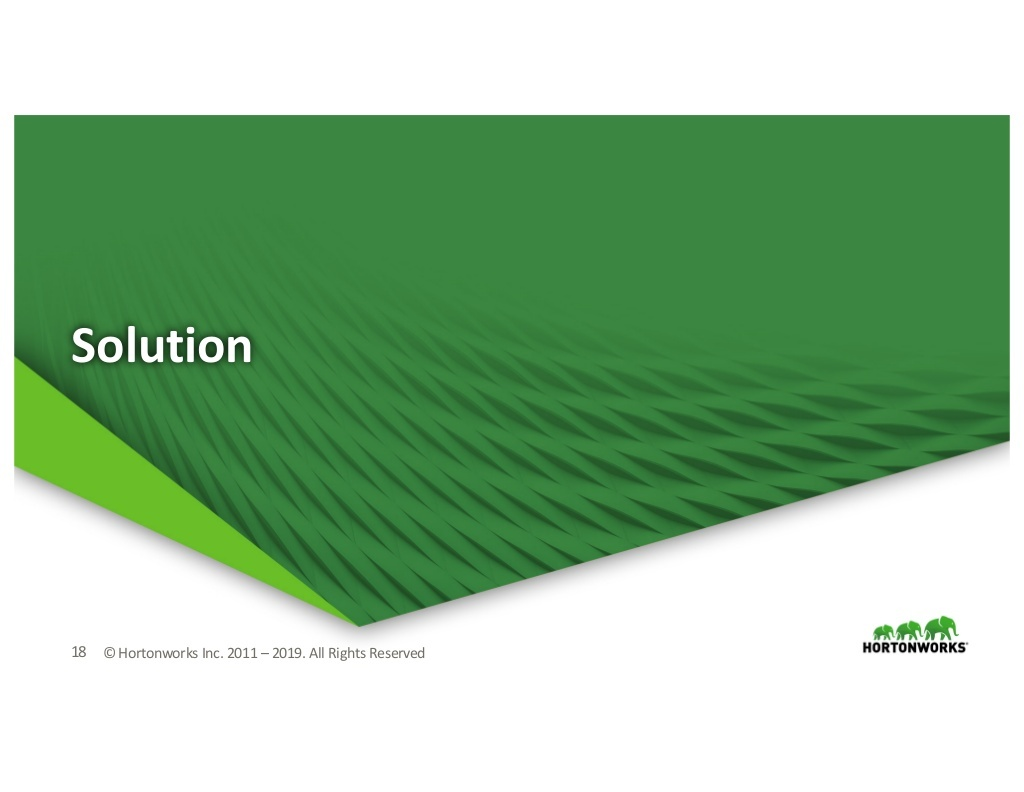 Solution
18 © Hortonworks Inc. 2011 – 2019. All Rights Reserved
HORTONWORKS®